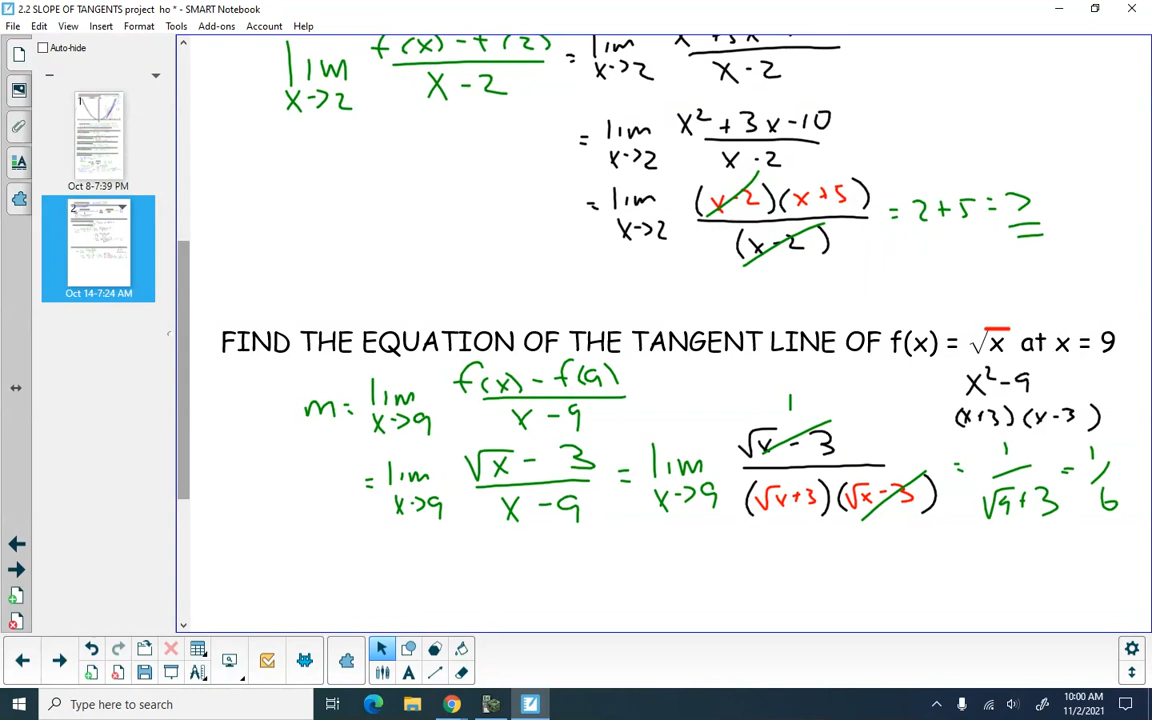 2.2 SLOPE OF TANGENTS project ho * - SMART Notebook
File Edit View Insert Format Tools Add-ons Account Help
Auto-hide
1
Oct 8-7:39 PM
2
Oct 14-7:24 AM
lim x->2 f(x) - f(2) / x - 2 = lim x->2 / x - 2
= lim x->2 x² + 3x - 10 / x - 2
= lim x->2 (x - 2)(x + 5) / (x - 2) = 2 + 5 = 7
FIND THE EQUATION OF THE TANGENT LINE OF f(x) = √x at x = 9
m = lim x->9 f(x) - f(9) / x - 9
x² - 9
(x+3)(x-3)
= lim x->9 √x - 3 / x - 9 = lim x->9 1 √x - 3 / (√x+3)(√x-3) = 1 / √9+3 = 1/6
Type here to search
10:00 AM
11/2/2021